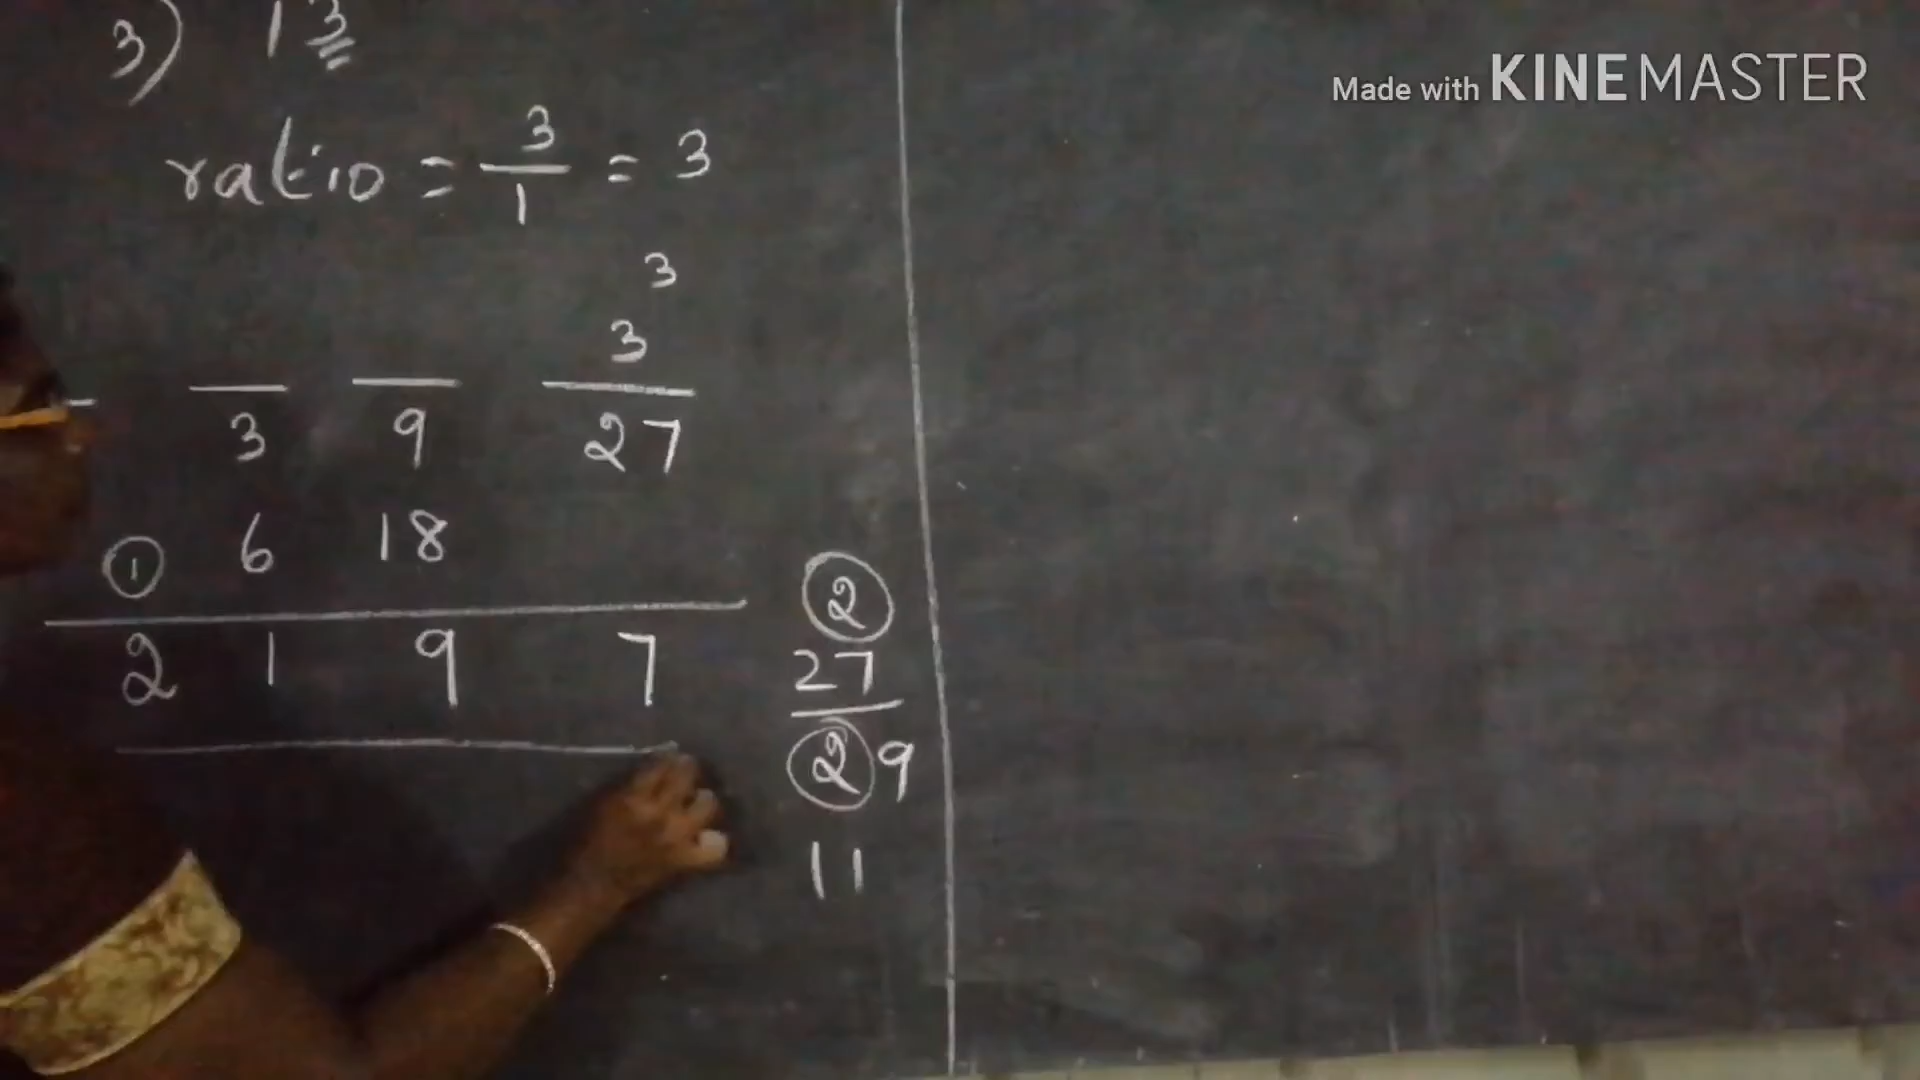 3) 13
Made with KINEMASTER
ratio = 3/1 = 3
3
3
3 9 27
① 6 18
2 1 9 7
②
27
②9
11